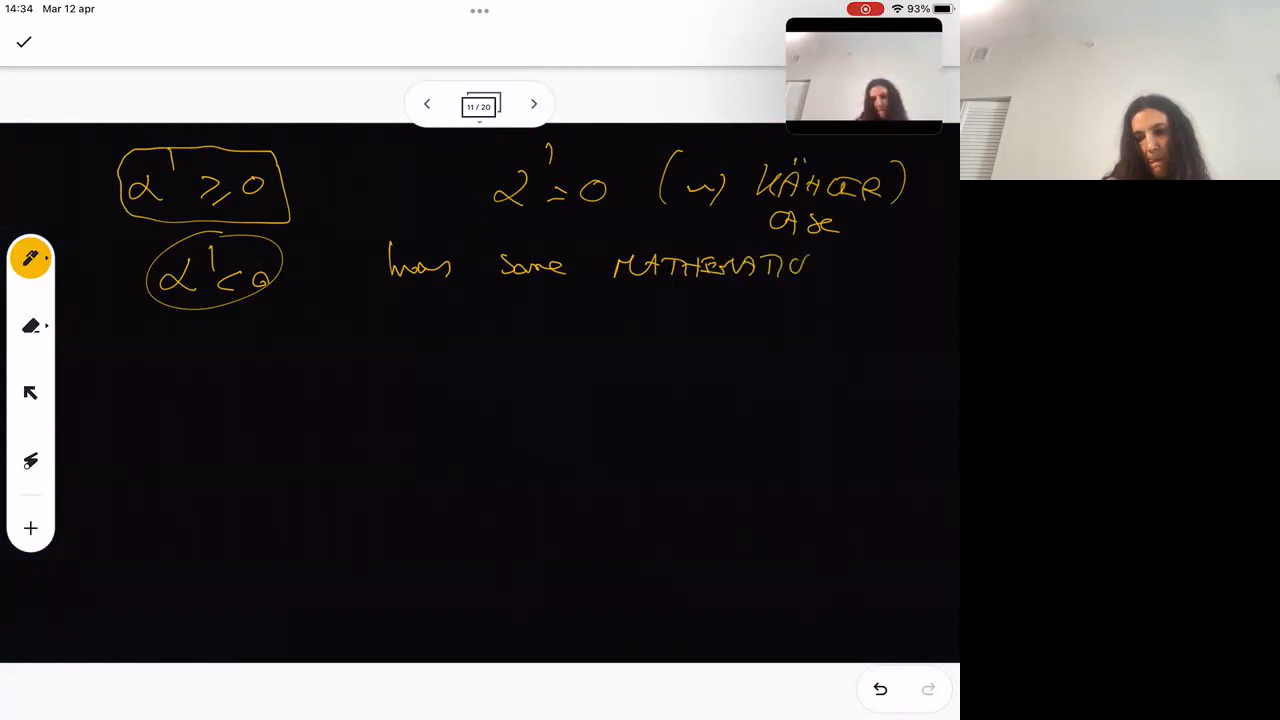 14:34 Mar 12 apr
93%
11 / 20
α' ≥ 0
α' = 0 (~) KÄHLER)
CASE
α' < 0 has some MATHEMATIC